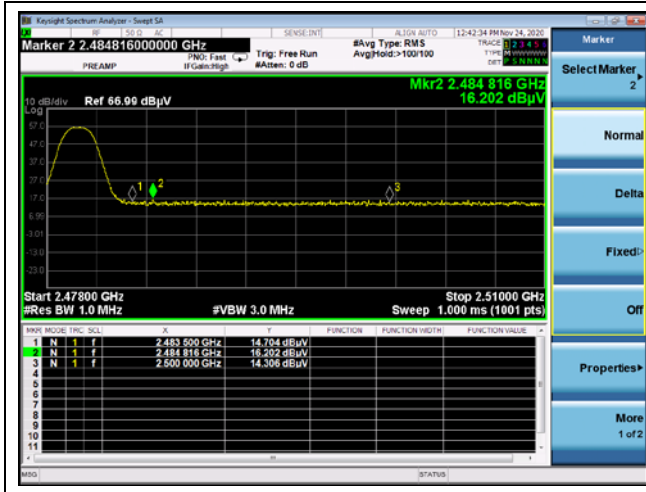 Keysight Spectrum Analyzer - Swept SA
RF 50 Ω AC SENSE:INT ALIGN AUTO 12:42:34 PM Nov 24, 2020
Marker 2 2.484816000000 GHz
PREAMP
PNO: Fast
IFGain:High
Trig: Free Run
#Atten: 0 dB
#Avg Type: RMS
Avg|Hold:>100/100
TRACE 1 2 3 4 5 6
TYPE M W W W W W
DET P S N N N N
Mkr2 2.484 816 GHz
16.202 dBµV
10 dB/div Ref 66.99 dBµV
Log
57.0
47.0
37.0
27.0
17.0
6.99
-3.01
-13.0
-23.0
1
2
3
Start 2.47800 GHz Stop 2.51000 GHz
#Res BW 1.0 MHz #VBW 3.0 MHz Sweep 1.000 ms (1001 pts)
MKR MODE TRC SCL X Y FUNCTION FUNCTION WIDTH FUNCTION VALUE
1 N 1 f 2.483 500 GHz 14.704 dBµV
2 N 1 f 2.484 816 GHz 16.202 dBµV
3 N 1 f 2.500 000 GHz 14.306 dBµV
4
5
6
7
8
9
10
11
MSG STATUS
Marker
Select Marker
2
Normal
Delta
Fixed
Off
Properties
More
1 of 2